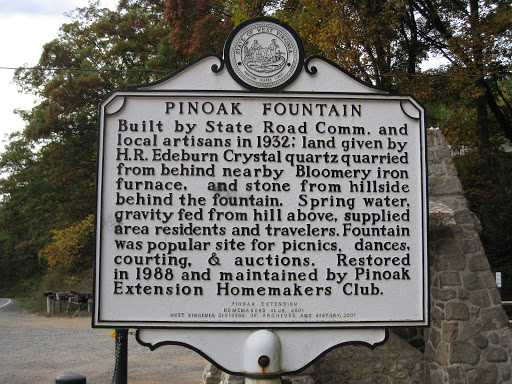 STATE OF WEST VIRGINIA
PINOAK FOUNTAIN
Built by State Road Comm. and
local artisans in 1932; land given by
H.R. Edeburn Crystal quartz quarried
from behind nearby Bloomery iron
furnace, and stone from hillside
behind the fountain. Spring water,
gravity fed from hill above, supplied
area residents and travelers. Fountain
was popular site for picnics, dances,
courting, & auctions. Restored
in 1988 and maintained by Pinoak
Extension Homemakers Club.
PINOAK EXTENSION
HOMEMAKERS CLUB, 2001
WEST VIRGINIA DIVISION OF ARCHIVES AND HISTORY, 2001